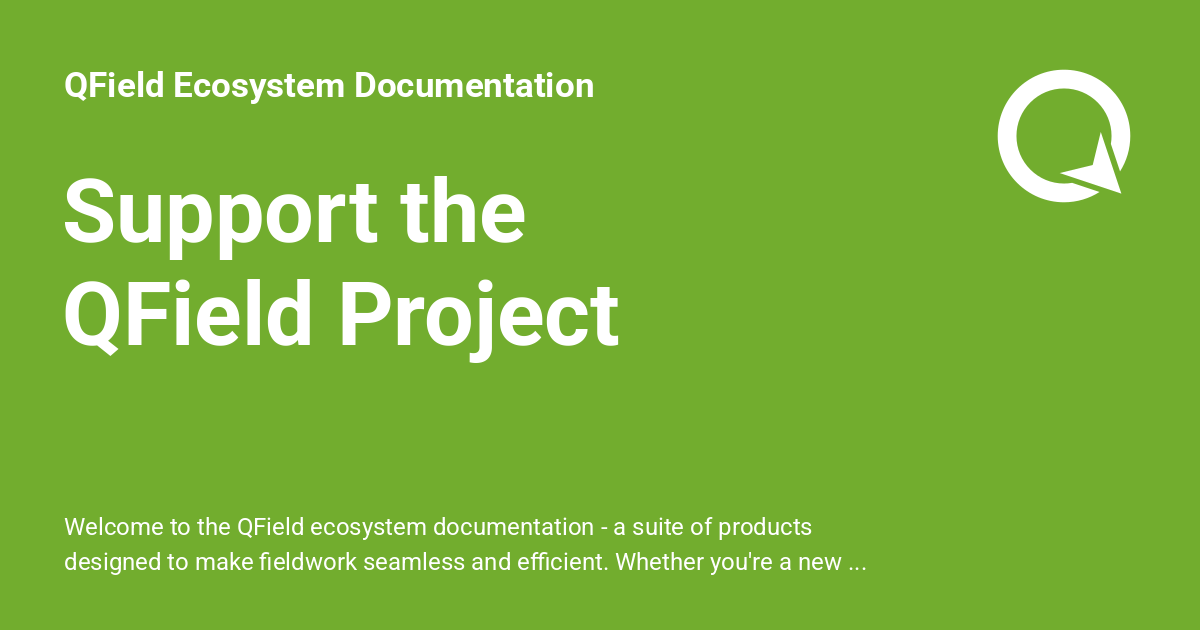 QField Ecosystem Documentation
Support the
QField Project
Welcome to the QField ecosystem documentation - a suite of products
designed to make fieldwork seamless and efficient. Whether you're a new ...